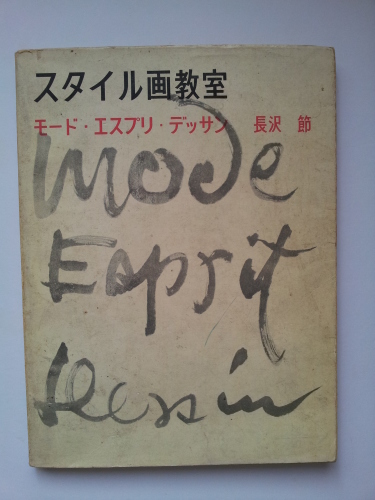 スタイル画教室
モード・エスプリ・デッサン 長沢 節
mode
Esprit
dessin